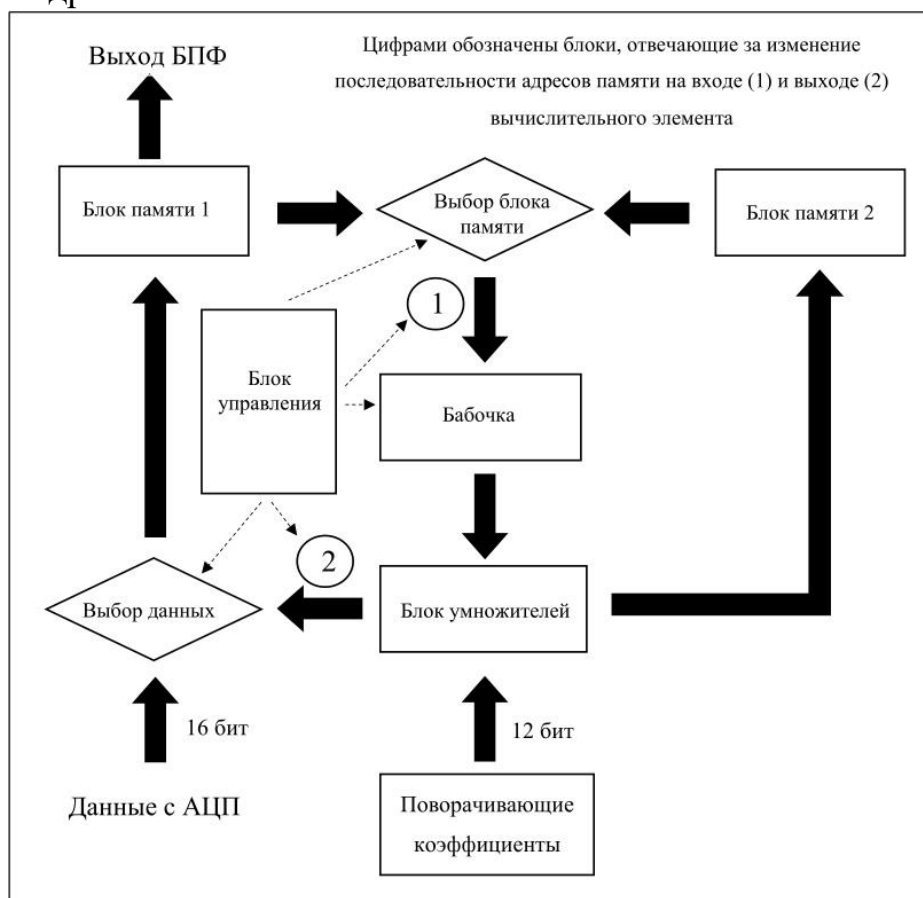 Выход БПФ
Цифрами обозначены блоки, отвечающие за изменение
последовательности адресов памяти на входе (1) и выходе (2)
вычислительного элемента
Блок памяти 1
Выбор блока
памяти
Блок памяти 2
1
Блок
управления
Бабочка
2
Выбор данных
Блок умножителей
16 бит
12 бит
Данные с АЦП
Поворачивающие
коэффициенты